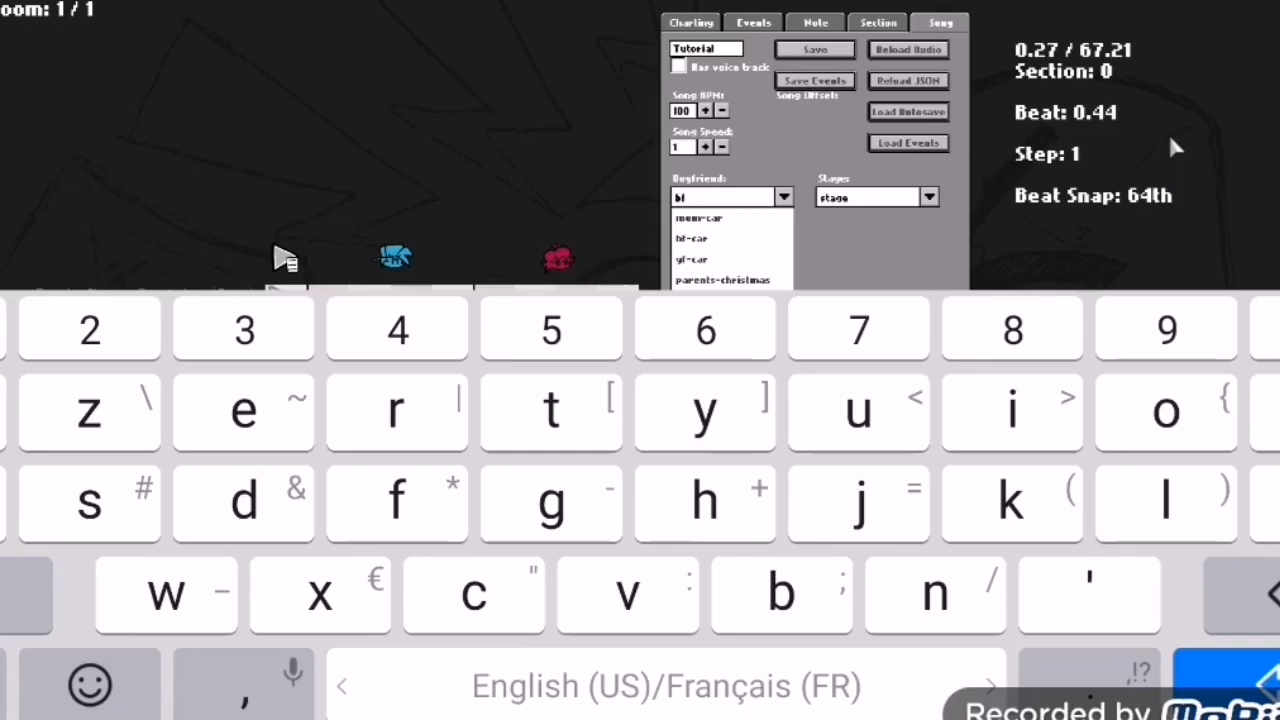 oom: 1 / 1
Charting Events Note Section Song
Tutorial Save Reload Audio
Has voice track
Save Events Reload JSON
Song BPM: Song Offset:
100 + - Load Autosave
Song Speed:
1 + - Load Events
Boyfriend: Stage:
bf stage
mom-car
bf-car
gf-car
parents-christmas
0.27 / 67.21
Section: 0
Beat: 0.44
Step: 1
Beat Snap: 64th
2 3 4 5 6 7 8 9
z \ e ~ r | t [ y ] u < i > o {
s # d & f * g - h + j = k ( l )
w _ x € c " v : b ; n / '
, < English (US)/Français (FR) > ,!? .
Recorded by